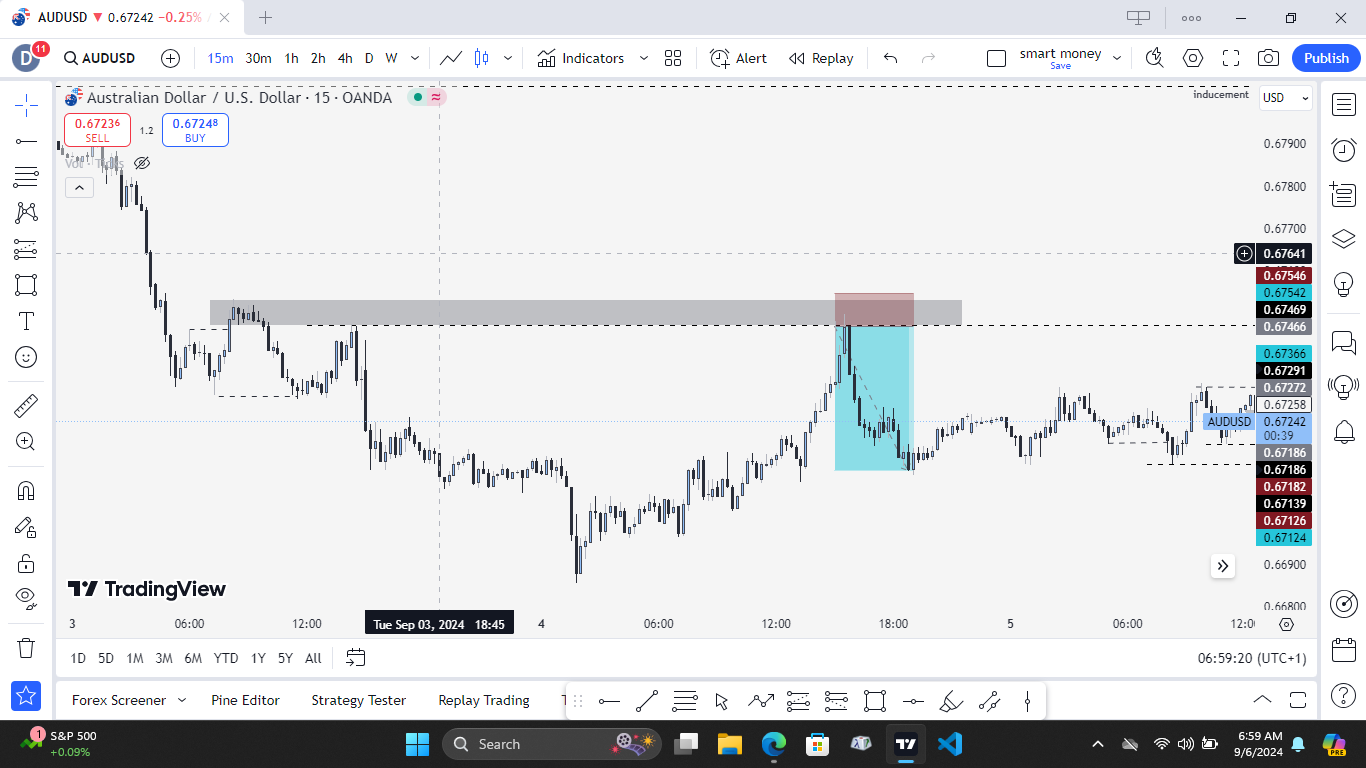 AUDUSD ▼ 0.67242 −0.25% /
D 11 AUDUSD 15m 30m 1h 2h 4h D W Indicators Alert Replay smart money Save Publish
Australian Dollar / U.S. Dollar · 15 · OANDA
inducement
USD
0.67236
SELL
1.2
0.67248
BUY
Vol · Ticks
0.67900
0.67800
0.67700
0.67641
0.67546
0.67542
0.67469
0.67466
0.67366
0.67291
0.67272
0.67258
AUDUSD 0.67242
00:39
0.67186
0.67186
0.67182
0.67139
0.67126
0.67124
0.66900
0.66800
TradingView
3 06:00 12:00 Tue Sep 03, 2024 18:45 4 06:00 12:00 18:00 5 06:00 12:00
1D 5D 1M 3M 6M YTD 1Y 5Y All 06:59:20 (UTC+1)
Forex Screener Pine Editor Strategy Tester Replay Trading
1 S&P 500
+0.09%
Search
6:59 AM
9/6/2024
PRE